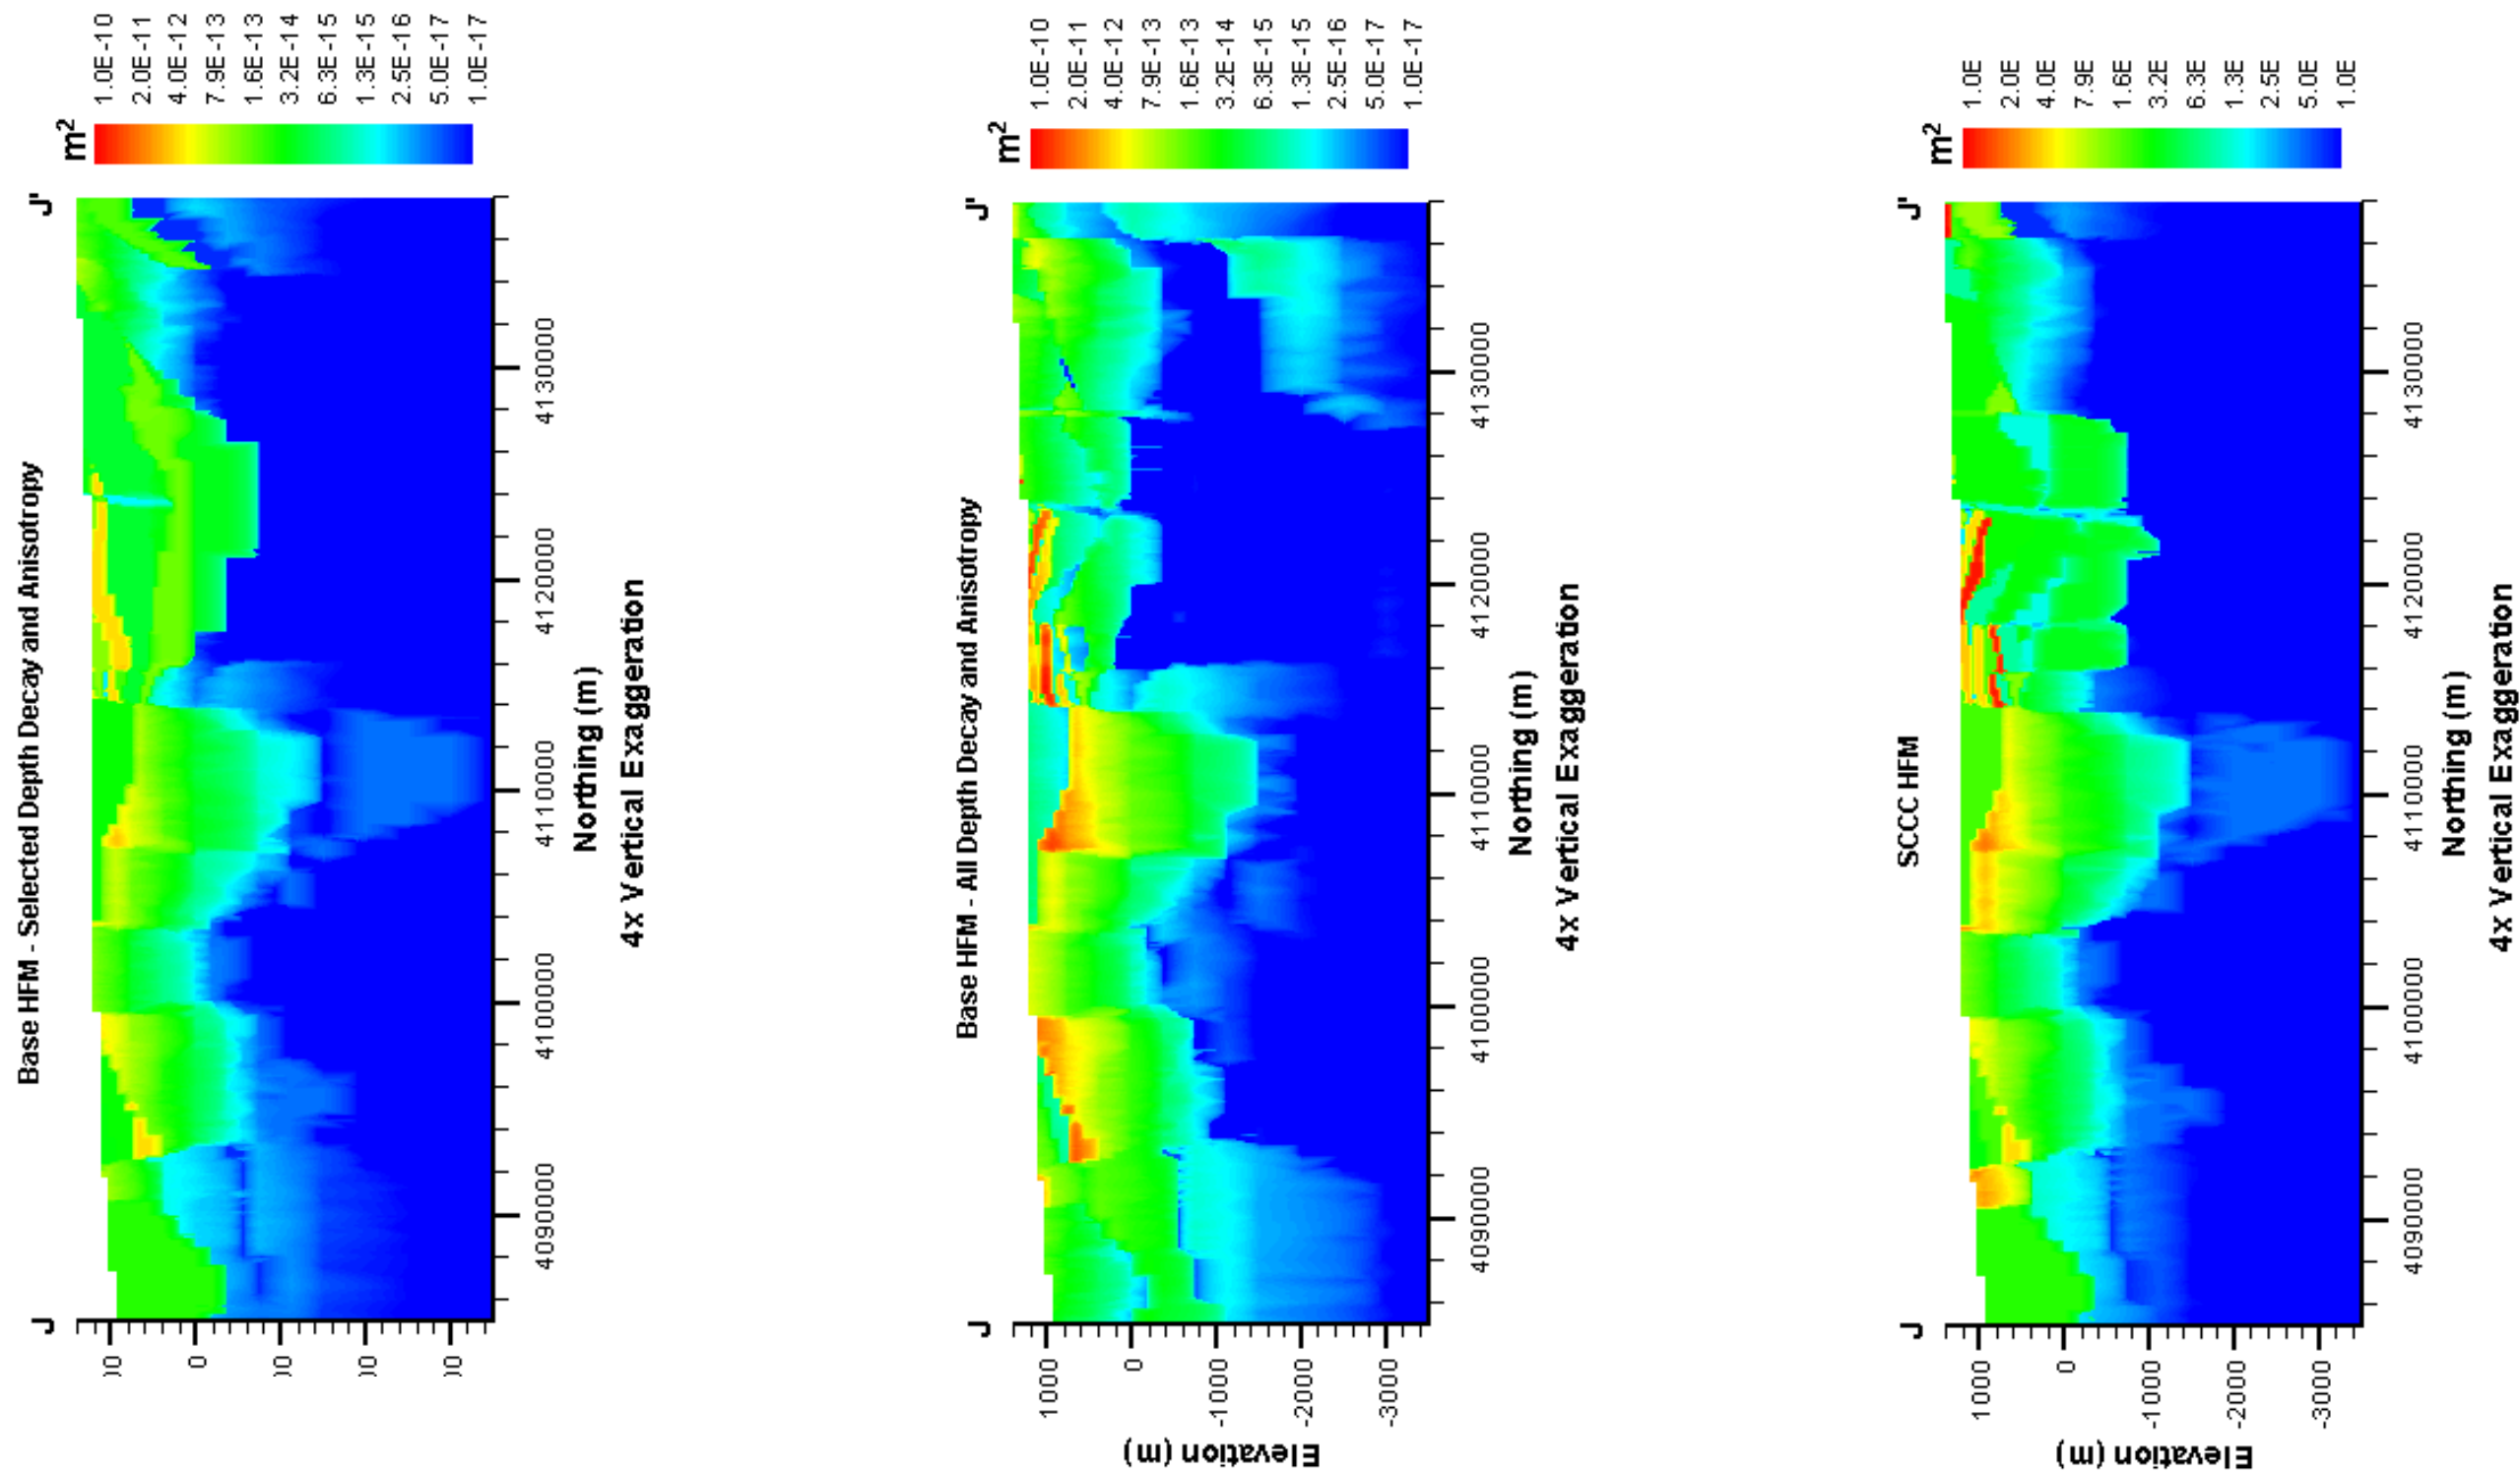 Base HFM - Selected Depth Decay and Anisotropy
J
J'
m²
1.0E-10
2.0E-11
4.0E-12
7.9E-13
1.6E-13
3.2E-14
6.3E-15
1.3E-15
2.5E-16
5.0E-17
1.0E-17
00
0
00
00
00
4090000
4100000
4110000
4120000
4130000
Northing (m)
4x Vertical Exaggeration
Base HFM - All Depth Decay and Anisotropy
J
J'
m²
1.0E-10
2.0E-11
4.0E-12
7.9E-13
1.6E-13
3.2E-14
6.3E-15
1.3E-15
2.5E-16
5.0E-17
1.0E-17
Elevation (m)
1000
0
-1000
-2000
-3000
4090000
4100000
4110000
4120000
4130000
Northing (m)
4x Vertical Exaggeration
SCCC HFM
J
J'
m²
1.0E
2.0E
4.0E
7.9E
1.6E
3.2E
6.3E
1.3E
2.5E
5.0E
1.0E
Elevation (m)
1000
0
-1000
-2000
-3000
4090000
4100000
4110000
4120000
4130000
Northing (m)
4x Vertical Exaggeration